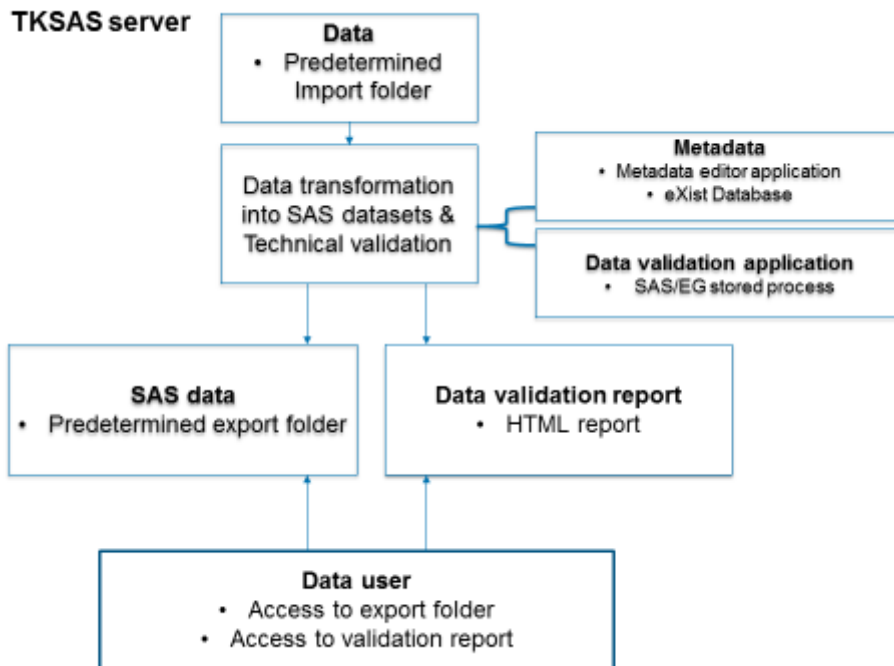 TKSAS server
Data
• Predetermined
Import folder
Data transformation
into SAS datasets &
Technical validation
Metadata
• Metadata editor application
• eXist Database
Data validation application
• SAS/EG stored process
SAS data
• Predetermined export folder
Data validation report
• HTML report
Data user
• Access to export folder
• Access to validation report